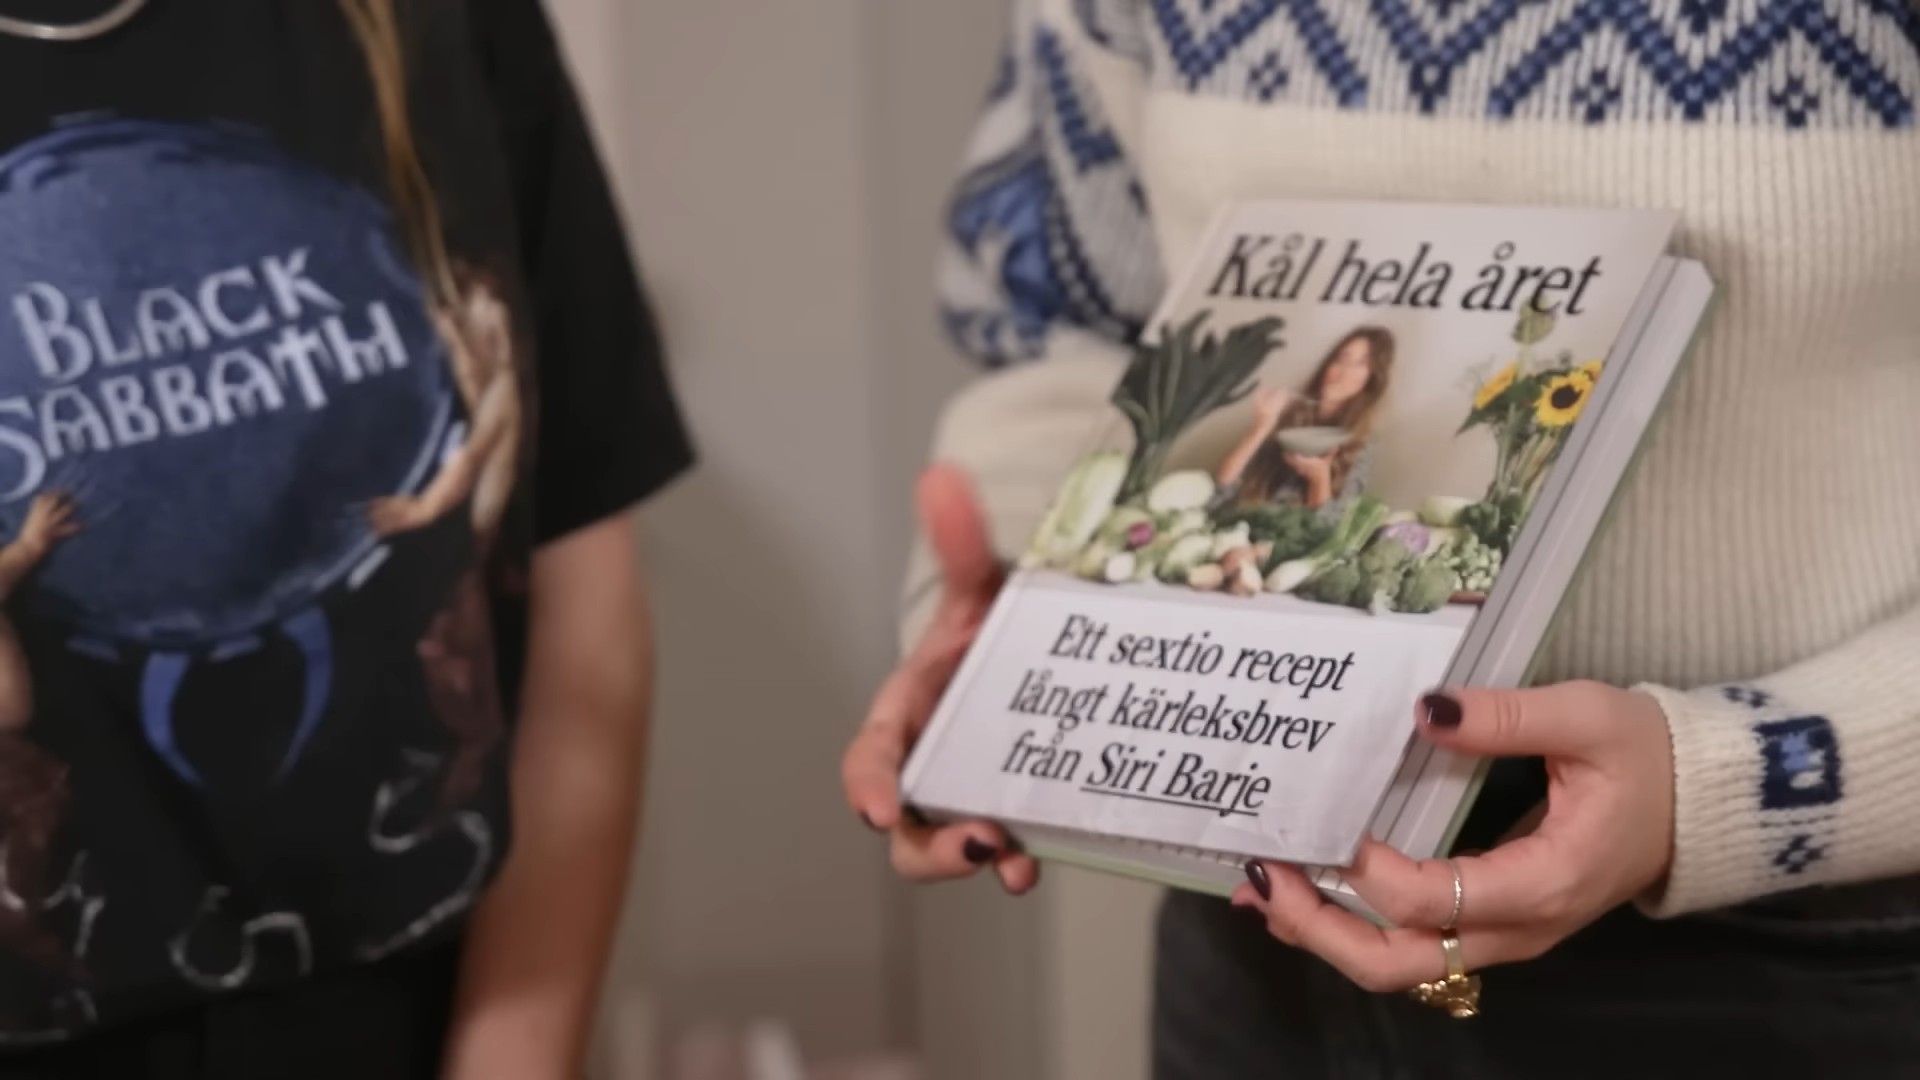 BLACK
SABBATH
Kål hela året
Ett sextio recept
långt kärleksbrev
från Siri Barje